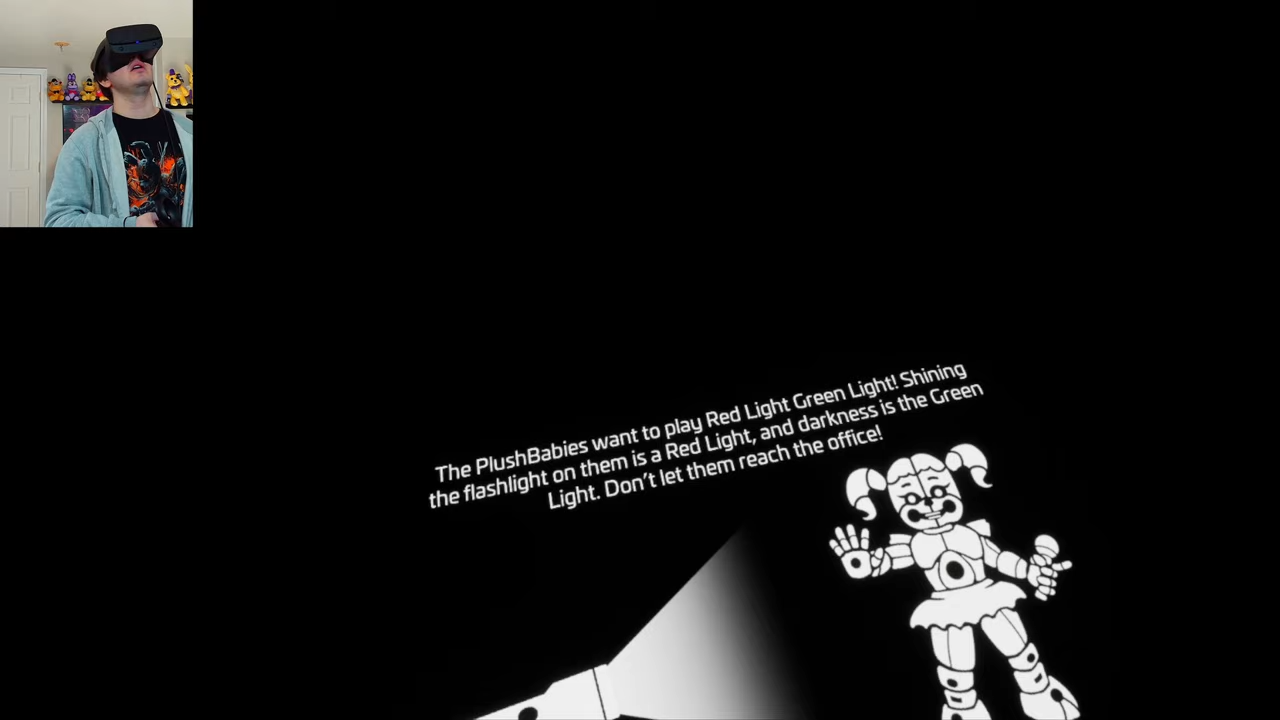 The PlushBabies want to play Red Light Green Light! Shining
the flashlight on them is a Red Light, and darkness is the Green
Light. Don't let them reach the office!